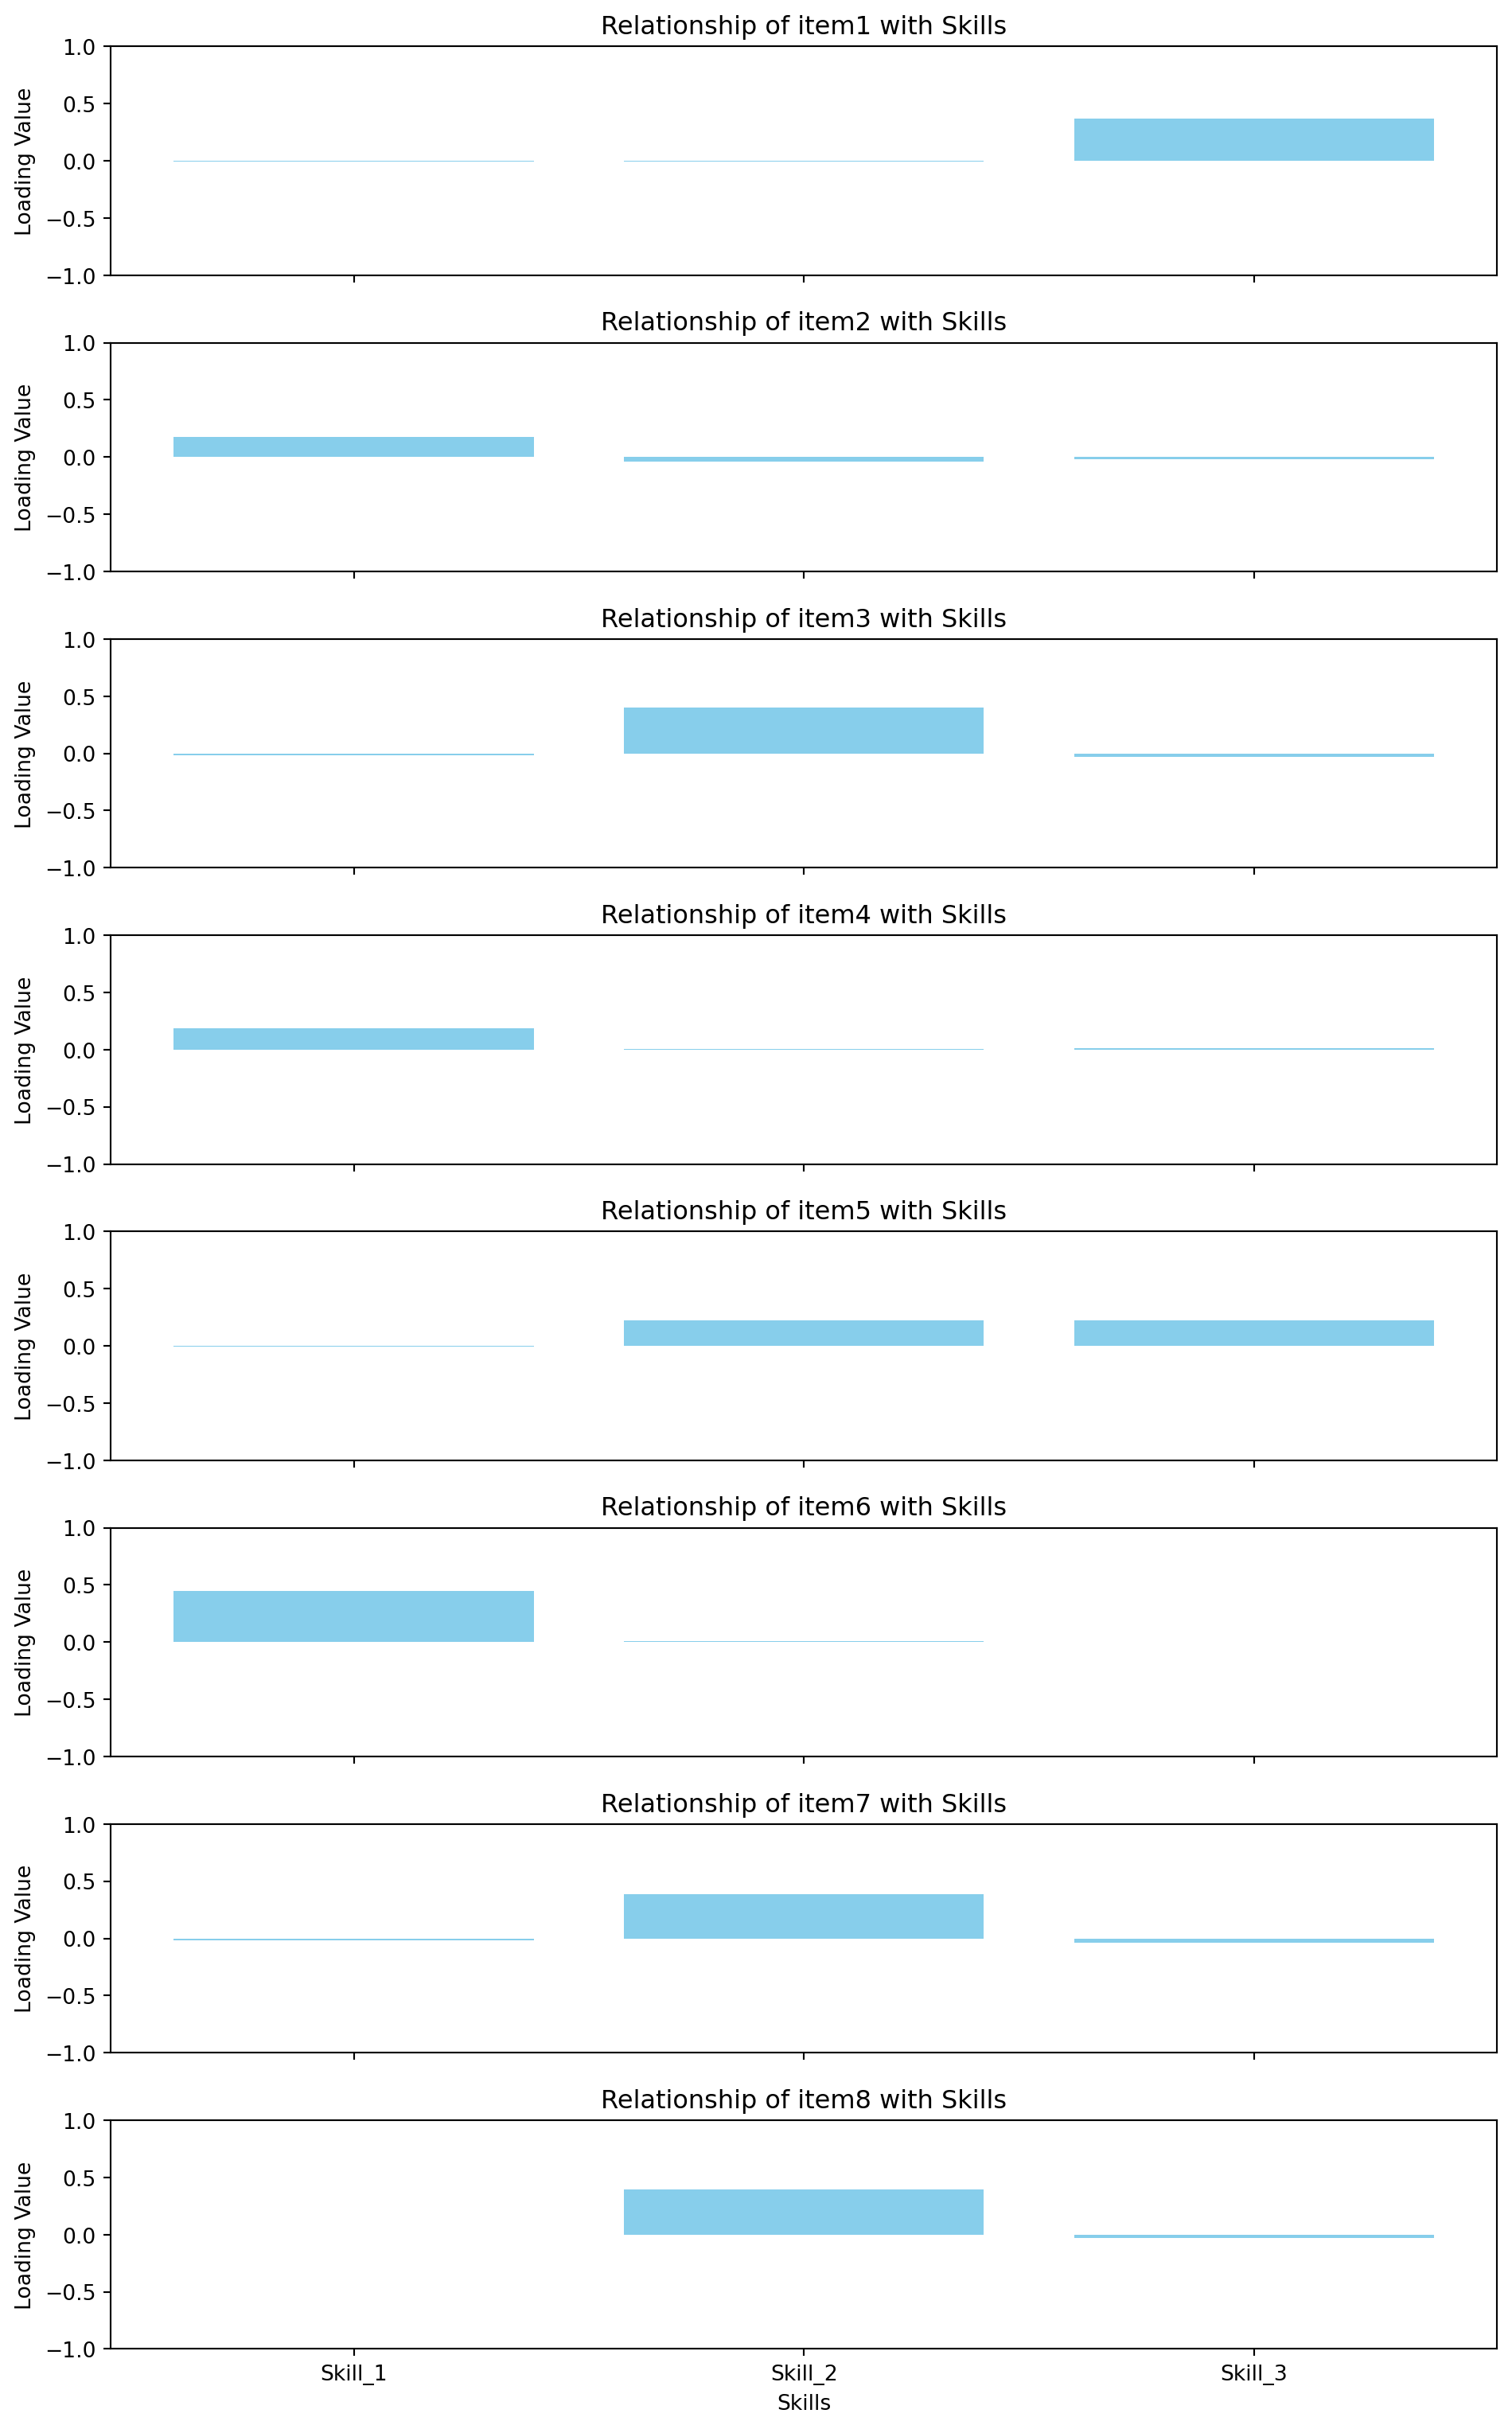 Relationship of item1 with Skills
1.0
0.5
0.0
−0.5
−1.0
Loading Value
Relationship of item2 with Skills
1.0
0.5
0.0
−0.5
−1.0
Loading Value
Relationship of item3 with Skills
1.0
0.5
0.0
−0.5
−1.0
Loading Value
Relationship of item4 with Skills
1.0
0.5
0.0
−0.5
−1.0
Loading Value
Relationship of item5 with Skills
1.0
0.5
0.0
−0.5
−1.0
Loading Value
Relationship of item6 with Skills
1.0
0.5
0.0
−0.5
−1.0
Loading Value
Relationship of item7 with Skills
1.0
0.5
0.0
−0.5
−1.0
Loading Value
Relationship of item8 with Skills
1.0
0.5
0.0
−0.5
−1.0
Loading Value
Skill_1 Skill_2 Skill_3
Skills